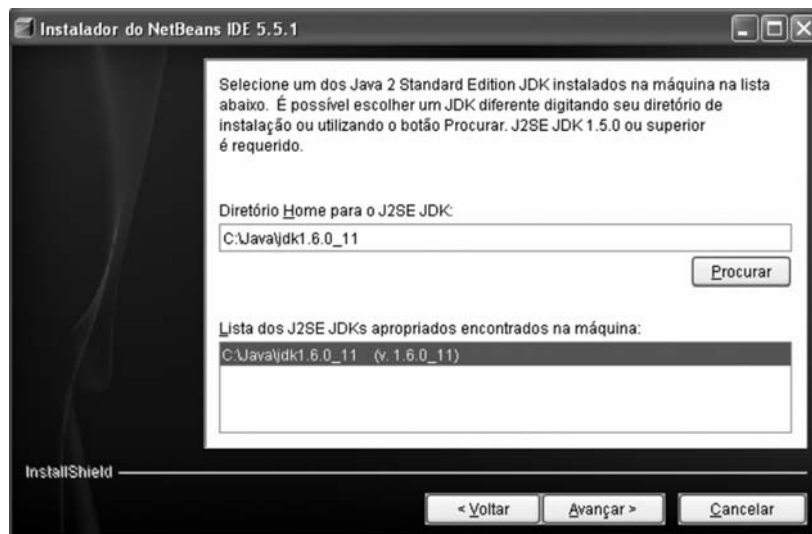 Instalador do NetBeans IDE 5.5.1
Selecione um dos Java 2 Standard Edition JDK instalados na máquina na lista
abaixo. É possível escolher um JDK diferente digitando seu diretório de
instalação ou utilizando o botão Procurar. J2SE JDK 1.5.0 ou superior
é requerido.
Diretório Home para o J2SE JDK:
C:\Java\jdk1.6.0_11
Procurar
Lista dos J2SE JDKs apropriados encontrados na máquina:
C:\Java\jdk1.6.0_11 (v. 1.6.0_11)
InstallShield
< Voltar Avançar > Cancelar